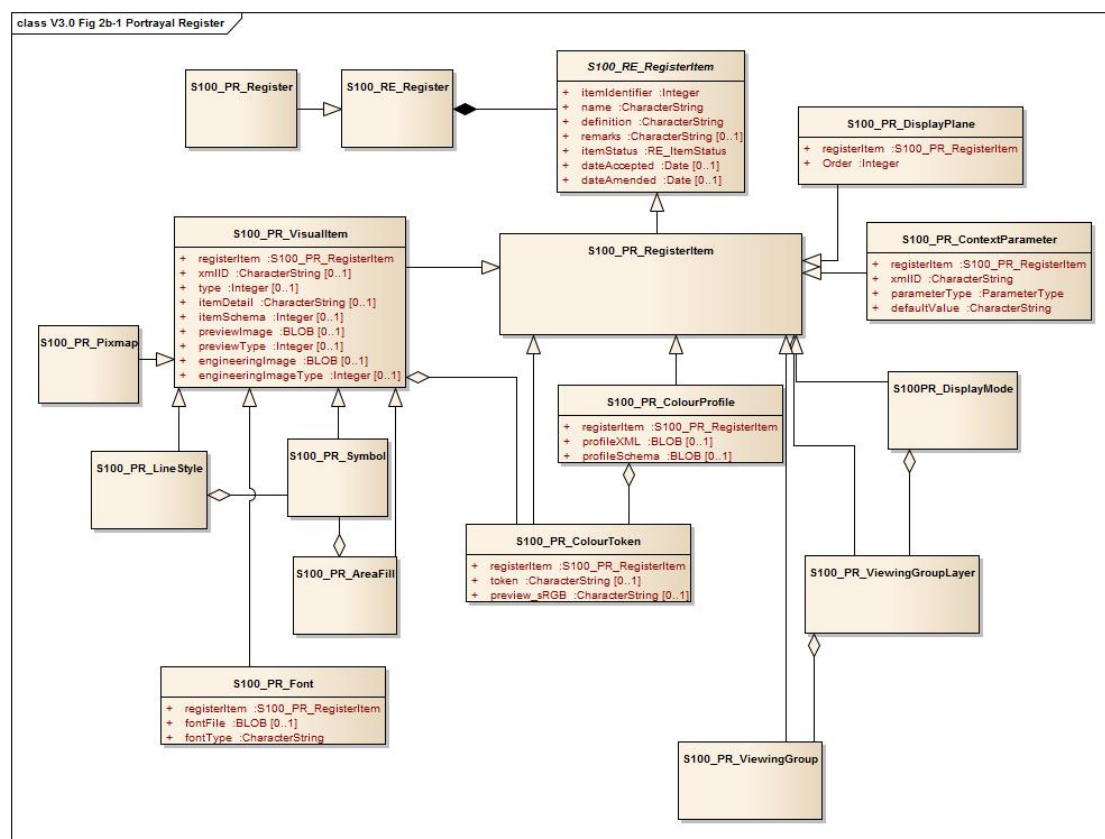 class V3.0 Fig 2b-1 Portrayal Register
S100_PR_Register
S100_RE_Register
S100_RE_RegisterItem
+ itemIdentifier :Integer
+ name :CharacterString
+ definition :CharacterString
+ remarks :CharacterString [0..1]
+ itemStatus :RE_ItemStatus
+ dateAccepted :Date [0..1]
+ dateAmended :Date [0..1]
S100_PR_DisplayPlane
+ registerItem :S100_PR_RegisterItem
+ Order :Integer
S100_PR_VisualItem
+ registerItem :S100_PR_RegisterItem
+ xmlID :CharacterString [0..1]
+ type :Integer [0..1]
+ itemDetail :CharacterString [0..1]
+ itemSchema :Integer [0..1]
+ previewImage :BLOB [0..1]
+ previewType :Integer [0..1]
+ engineeringImage :BLOB [0..1]
+ engineeringImageType :Integer [0..1]
S100_PR_RegisterItem
S100_PR_ContextParameter
+ registerItem :S100_PR_RegisterItem
+ xmlID :CharacterString
+ parameterType :ParameterType
+ defaultValue :CharacterString
S100_PR_Pixmap
S100_PR_ColourProfile
+ registerItem :S100_PR_RegisterItem
+ profileXML :BLOB [0..1]
+ profileSchema :BLOB [0..1]
S100PR_DisplayMode
S100_PR_LineStyle
S100_PR_Symbol
S100_PR_ColourToken
+ registerItem :S100_PR_RegisterItem
+ token :CharacterString [0..1]
+ preview_sRGB :CharacterString [0..1]
S100_PR_AreaFill
S100_PR_ViewingGroupLayer
S100_PR_Font
+ registerItem :S100_PR_RegisterItem
+ fontFile :BLOB [0..1]
+ fontType :CharacterString
S100_PR_ViewingGroup